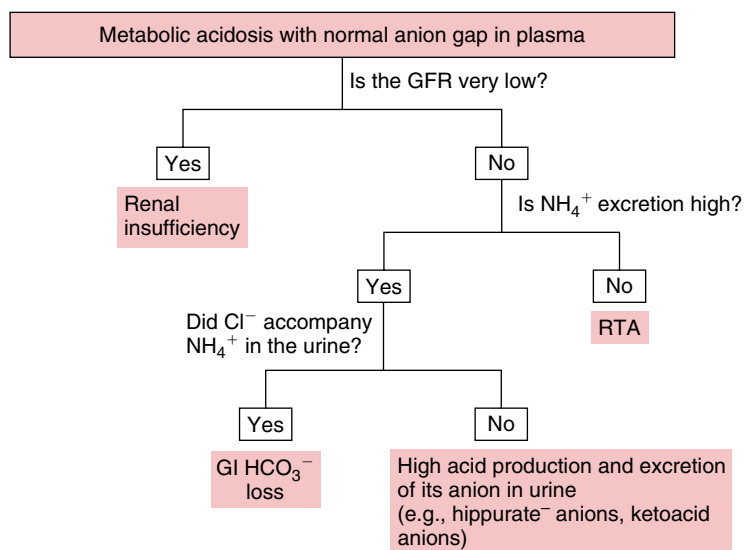 Metabolic acidosis with normal anion gap in plasma
Is the GFR very low?
Yes
No
Renal
insufficiency
Is NH₄⁺ excretion high?
Yes
No
RTA
Did Cl⁻ accompany
NH₄⁺ in the urine?
Yes
No
GI HCO₃⁻
loss
High acid production and excretion
of its anion in urine
(e.g., hippurate⁻ anions, ketoacid
anions)